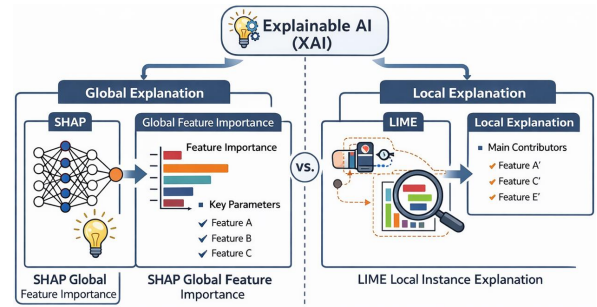 Explainable AI
(XAI)
Global Explanation
SHAP
Global Feature Importance
Feature Importance
Key Parameters
Feature A
Feature B
Feature C
SHAP Global
Feature Importance
SHAP Global Feature
Importance
vs.
Local Explanation
LIME
Local Explanation
Main Contributors
Feature A'
Feature C'
Feature E'
LIME Local Instance Explanation